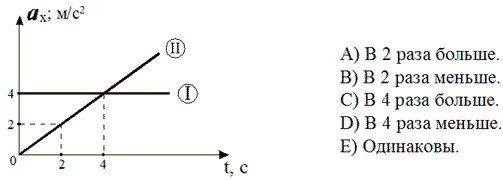 aₓ; м/с²
II
4
I
2
0
2
4
t, с
A) В 2 раза больше.
B) В 2 раза меньше.
C) В 4 раза больше.
D) В 4 раза меньше.
E) Одинаковы.